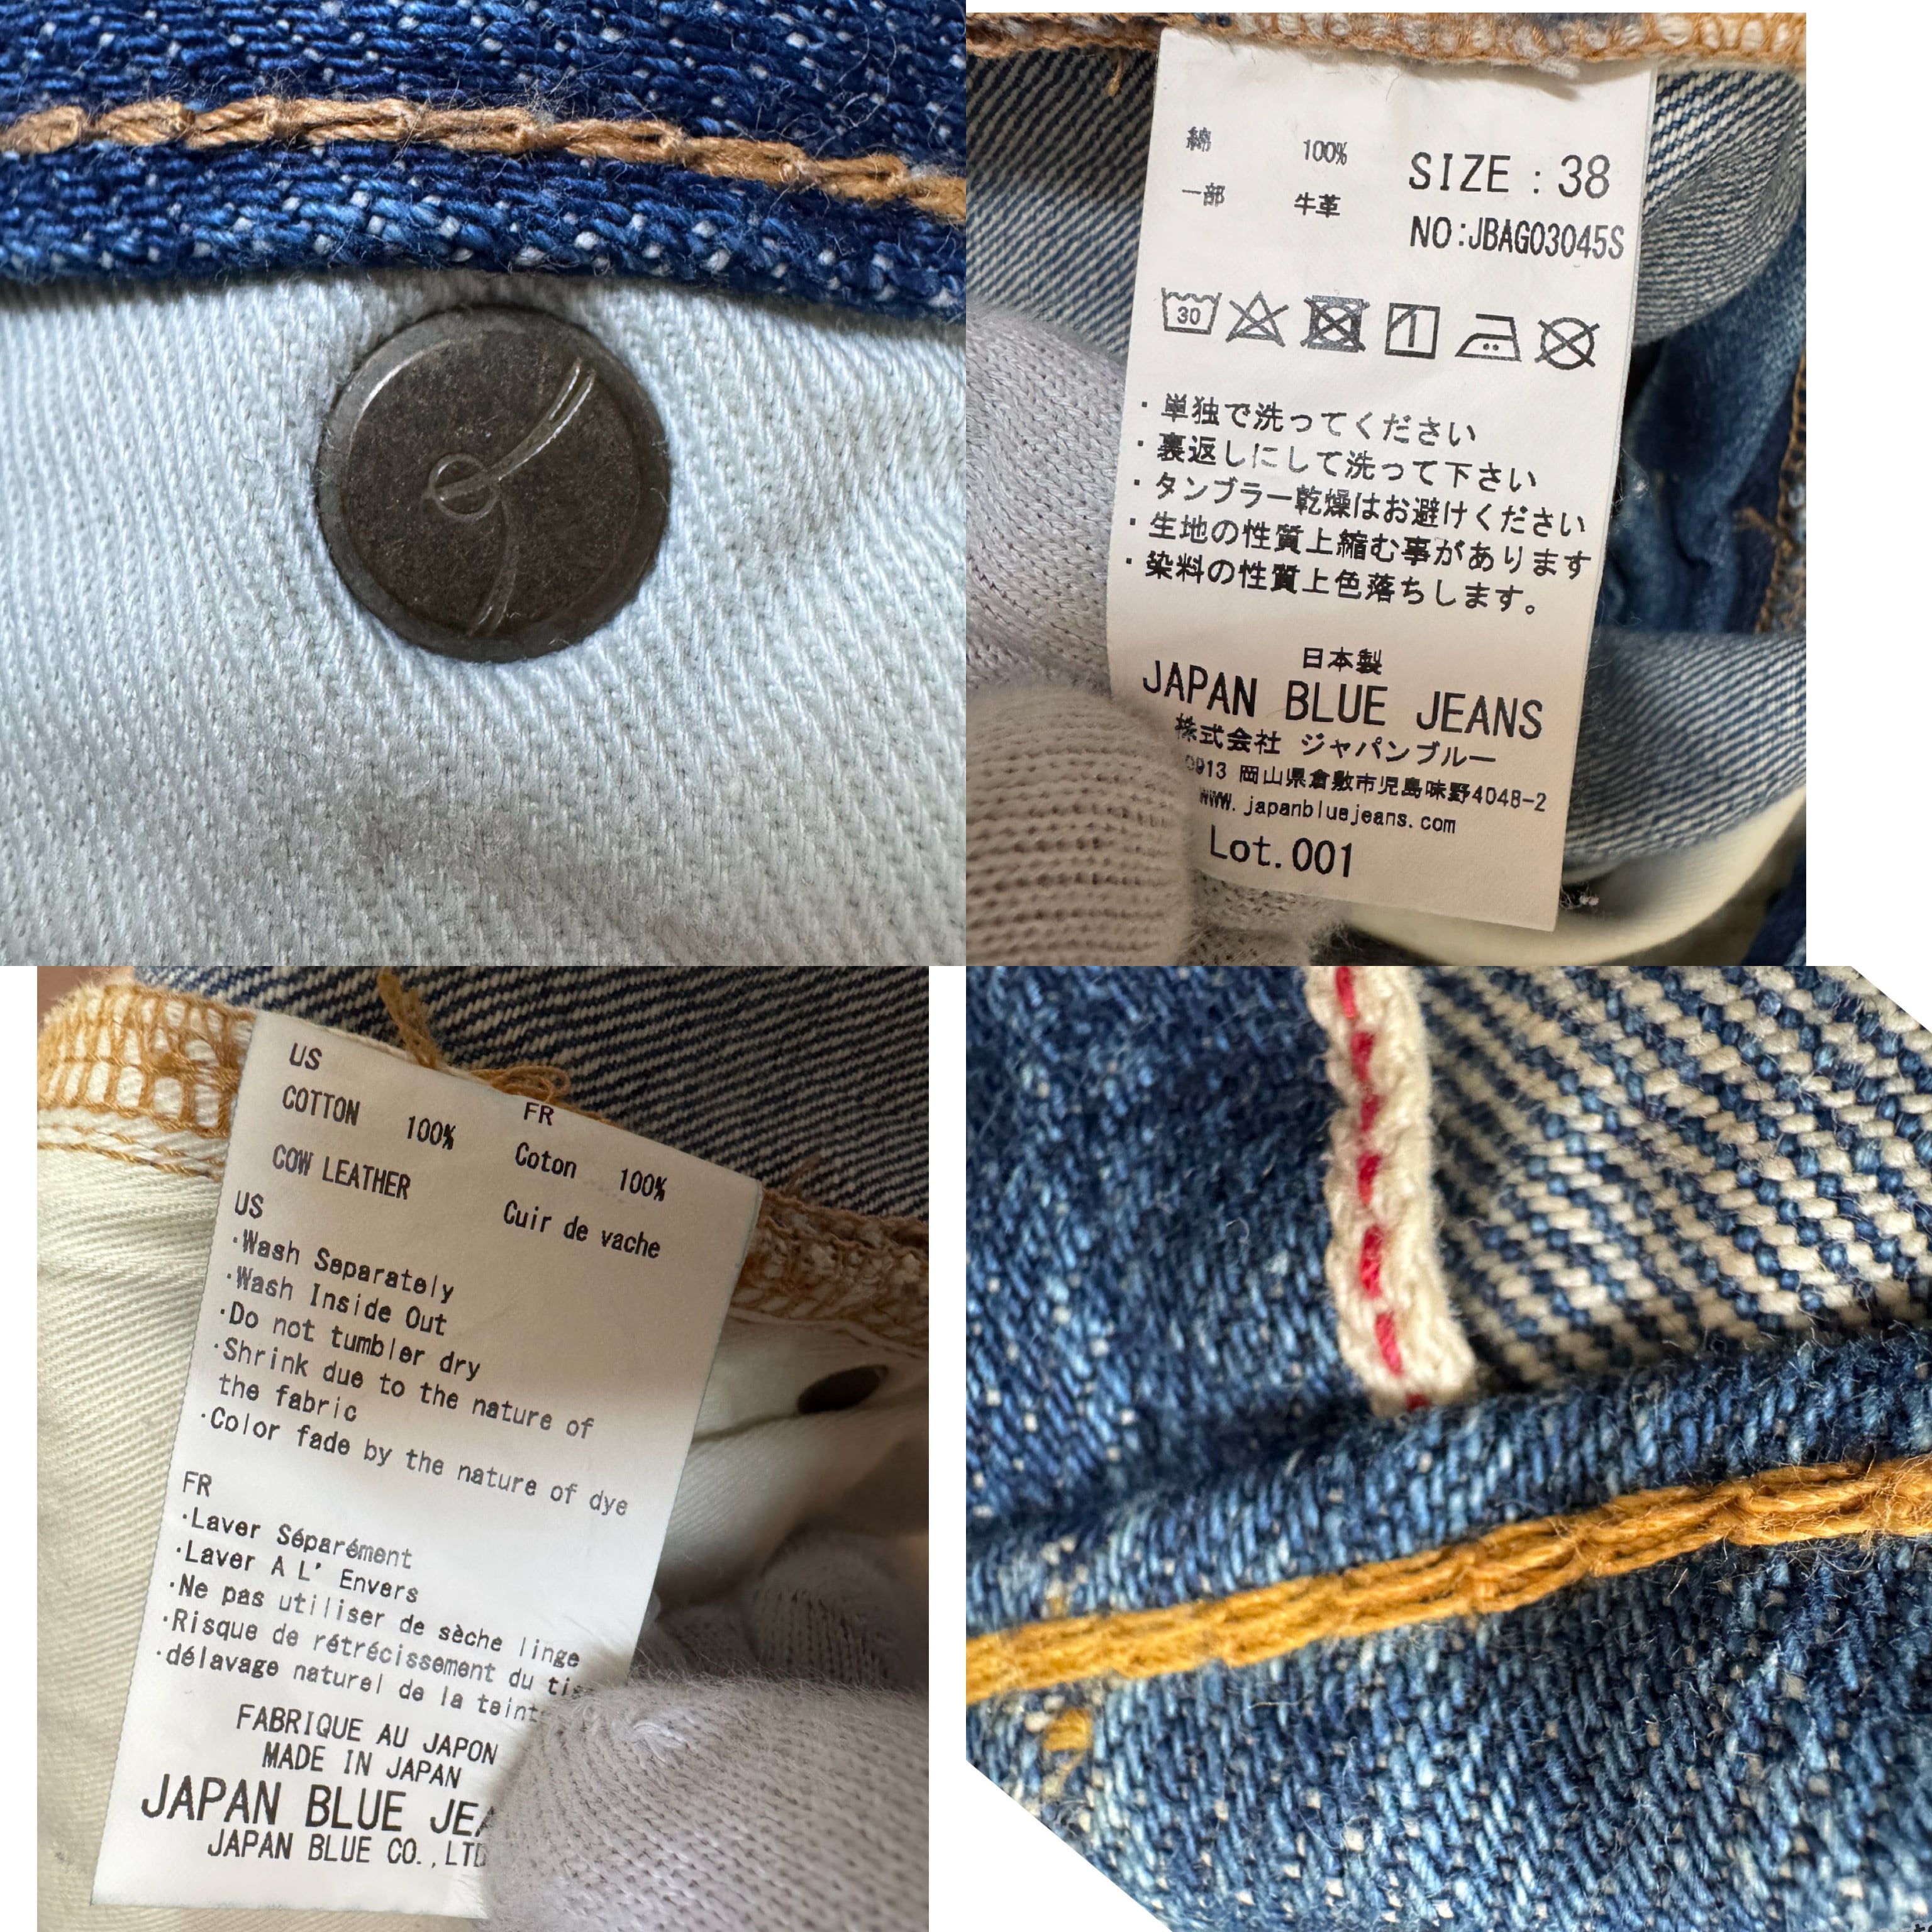 綿 100%
一部 牛革
SIZE : 38
NO:JBAG03045S
30
・単独で洗ってください
・裏返しにして洗って下さい
・タンブラー乾燥はお避けください
・生地の性質上縮む事があります
・染料の性質上色落ちします。
日本製
JAPAN BLUE JEANS
株式会社 ジャパンブルー
0913 岡山県倉敷市児島味野4048-2
www.japanbluejeans.com
Lot.001
US
COTTON 100%
COW LEATHER
FR
Coton 100%
Cuir de vache
US
・Wash Separately
・Wash Inside Out
・Do not tumbler dry
・Shrink due to the nature of
the fabric
・Color fade by the nature of dye
FR
・Laver Séparément
・Laver A L' Envers
・Ne pas utiliser de sèche linge
・Risque de rétrécissement du
・délavage naturel de la
FABRIQUE AU JAPON
MADE IN JAPAN
JAPAN BLUE
JAPAN BLUE CO.,LTD